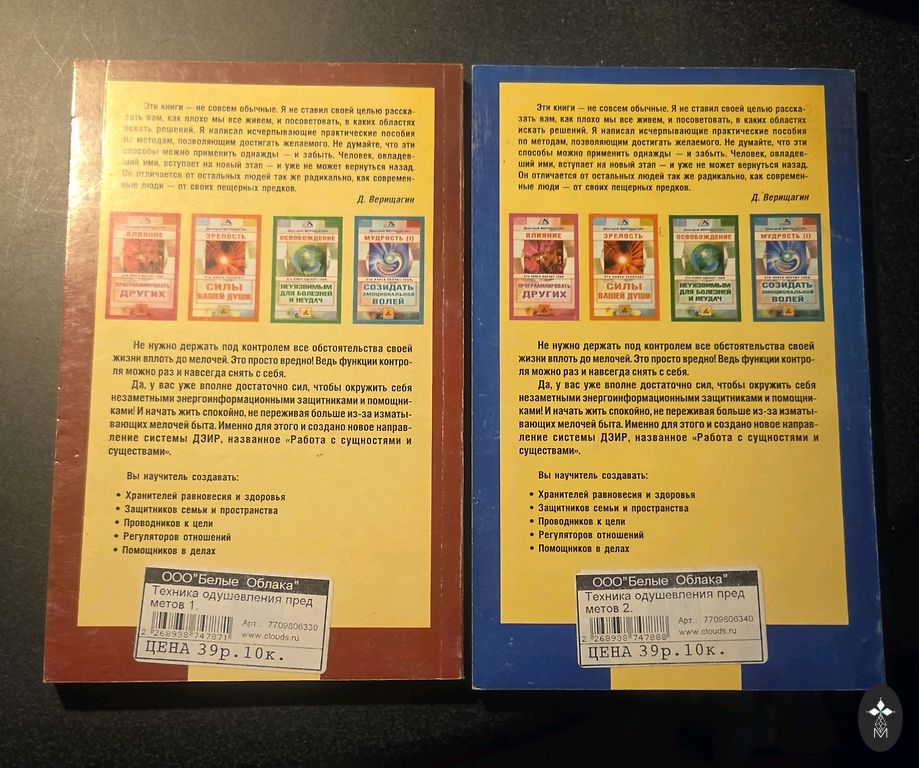 Эти книги — не совсем обычные. Я не ставил своей целью расска-
зать вам, как плохо мы все живем, и посоветовать, в каких областях
искать решений. Я написал исчерпывающие практические пособия
по методам, позволяющим достигать желаемого. Не думайте, что эти
способы можно применить однажды — и забыть. Человек, овладев-
ший ими, вступает на новый этап — и уже не может вернуться назад.
Он отличается от остальных людей так же радикально, как современ-
ные люди — от своих пещерных предков.
Д. Верищагин
ВЛИЯНИЕ
ПРОГРАММИРОВАТЬ
ДРУГИХ
ЗРЕЛОСТЬ
СИЛЫ
ВАШЕЙ ДУШИ
ОСВОБОЖДЕНИЕ
НЕУЯЗВИМЫМ
ДЛЯ БОЛЕЗНЕЙ
И НЕУДАЧ
МУДРОСТЬ (I)
СОЗИДАТЬ
ЭМОЦИОНАЛЬНОЙ
ВОЛЕЙ
Не нужно держать под контролем все обстоятельства своей
жизни вплоть до мелочей. Это просто вредно! Ведь функции контро-
ля можно раз и навсегда снять с себя.
Да, у вас уже вполне достаточно сил, чтобы окружить себя
незаметными энергоинформационными защитниками и помощни-
ками! И начать жить спокойно, не переживая больше из-за изматы-
вающих мелочей быта. Именно для этого и создано новое направ-
ление системы ДЭИР, названное «Работа с сущностями и
существами».
Вы научитель создавать:
• Хранителей равновесия и здоровья
• Защитников семьи и пространства
• Проводников к цели
• Регуляторов отношений
• Помощников в делах
ООО"Белые Облака"
Техника одушевления пред
метов 1.
Арт.: 7709806339
www.clouds.ru
2 268938 747871
ЦЕНА 39р.10к.
Эти книги — не совсем обычные. Я не ставил своей целью расска-
зать вам, как плохо мы все живем, и посоветовать, в каких областях
искать решений. Я написал исчерпывающие практические пособия
по методам, позволяющим достигать желаемого. Не думайте, что эти
способы можно применить однажды — и забыть. Человек, овладев-
ший ими, вступает на новый этап — и уже не может вернуться назад.
Он отличается от остальных людей так же радикально, как современ-
ные люди — от своих пещерных предков.
Д. Верищагин
ВЛИЯНИЕ
ПРОГРАММИРОВАТЬ
ДРУГИХ
ЗРЕЛОСТЬ
СИЛЫ
ВАШЕЙ ДУШИ
ОСВОБОЖДЕНИЕ
НЕУЯЗВИМЫМ
ДЛЯ БОЛЕЗНЕЙ
И НЕУДАЧ
МУДРОСТЬ (I)
СОЗИДАТЬ
ЭМОЦИОНАЛЬНОЙ
ВОЛЕЙ
Не нужно держать под контролем все обстоятельства своей
жизни вплоть до мелочей. Это просто вредно! Ведь функции контро-
ля можно раз и навсегда снять с себя.
Да, у вас уже вполне достаточно сил, чтобы окружить себя
незаметными энергоинформационными защитниками и помощни-
ками! И начать жить спокойно, не переживая больше из-за изматы-
вающих мелочей быта. Именно для этого и создано новое направ-
ление системы ДЭИР, названное «Работа с сущностями и
существами».
Вы научитель создавать:
• Хранителей равновесия и здоровья
• Защитников семьи и пространства
• Проводников к цели
• Регуляторов отношений
• Помощников в делах
ООО"Белые Облака"
Техника одушевления пред
метов 2.
Арт.: 7709806340
www.clouds.ru
2 268938 747888
ЦЕНА 39р.10к.
М